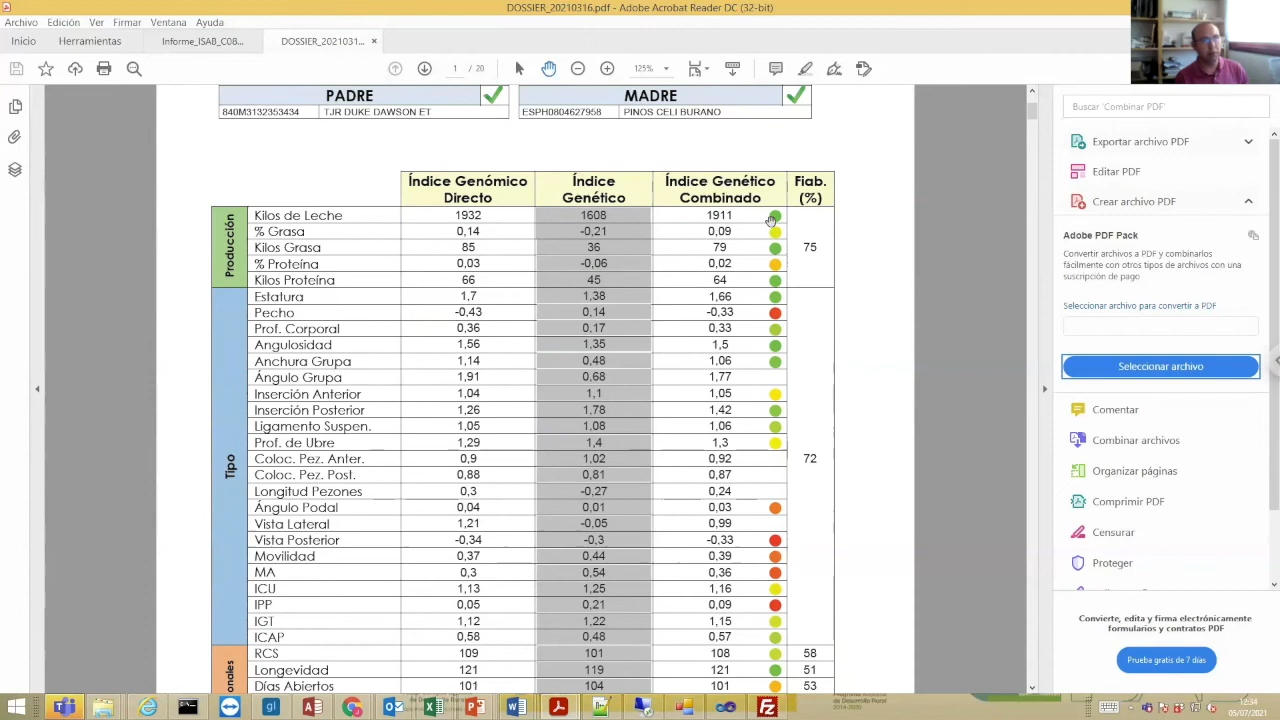 DOSSIER_20210316.pdf - Adobe Acrobat Reader DC (32-bit)
Archivo Edición Ver Firmar Ventana Ayuda
Inicio Herramientas Informe_ISAB_C08... DOSSIER_2021031... ×
1 / 20 125%
PADRE MADRE
840M3132353434 TJR DUKE DAWSON ET ESPH0804627958 PINOS CELI BURANO
Índice Genómico Directo Índice Genético Índice Genético Combinado Fiab. (%)
Producción
Kilos de Leche 1932 1608 1911
% Grasa 0,14 -0,21 0,09
Kilos Grasa 85 36 79 75
% Proteína 0,03 -0,06 0,02
Kilos Proteína 66 45 64
Tipo
Estatura 1,7 1,38 1,66
Pecho -0,43 0,14 -0,33
Prof. Corporal 0,36 0,17 0,33
Angulosidad 1,56 1,35 1,5
Anchura Grupa 1,14 0,48 1,06
Ángulo Grupa 1,91 0,68 1,77
Inserción Anterior 1,04 1,1 1,05
Inserción Posterior 1,26 1,78 1,42
Ligamento Suspen. 1,05 1,08 1,06
Prof. de Ubre 1,29 1,4 1,3
Coloc. Pez. Anter. 0,9 1,02 0,92 72
Coloc. Pez. Post. 0,88 0,81 0,87
Longitud Pezones 0,3 -0,27 0,24
Ángulo Podal 0,04 0,01 0,03
Vista Lateral 1,21 -0,05 0,99
Vista Posterior -0,34 -0,3 -0,33
Movilidad 0,37 0,44 0,39
MA 0,3 0,54 0,36
ICU 1,13 1,25 1,16
IPP 0,05 0,21 0,09
IGT 1,12 1,22 1,15
ICAP 0,58 0,48 0,57
onales
RCS 109 101 108 58
Longevidad 121 119 121 51
Días Abiertos 101 104 101 53
Buscar 'Combinar PDF'
Exportar archivo PDF
Editar PDF
Crear archivo PDF
Adobe PDF Pack
Convertir archivos a PDF y combinarlos
fácilmente con otros tipos de archivos con una
suscripción de pago
Seleccionar archivo para convertir a PDF
Seleccionar archivo
Comentar
Combinar archivos
Organizar páginas
Comprimir PDF
Censurar
Proteger
Convierte, edita y firma electrónicamente
formularios y contratos PDF
Prueba gratis de 7 días
de Desarrollo Rural
2014-2020
12:34
05/07/2021